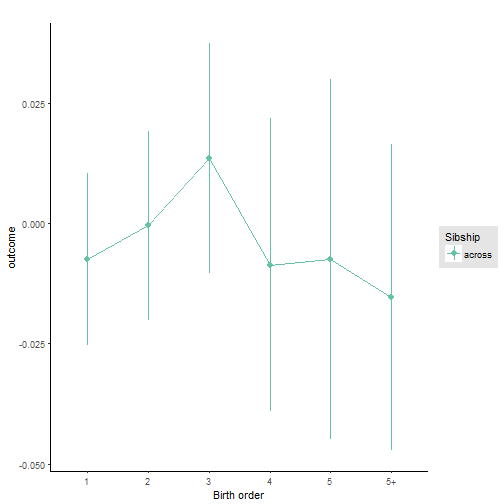 0.025
0.000
-0.025
-0.050
outcome
1 2 3 4 5 5+
Birth order
Sibship
across